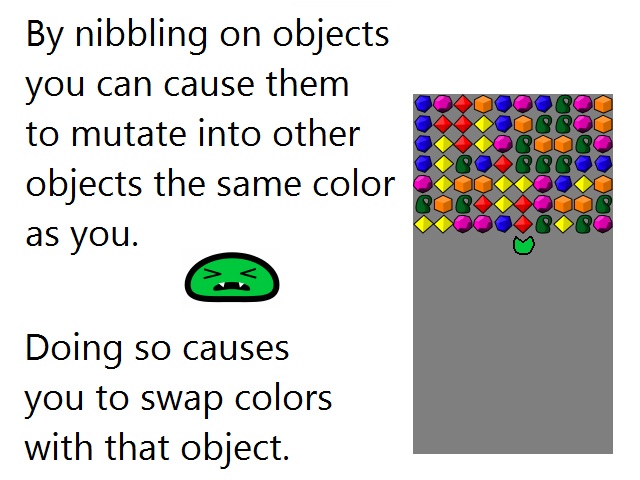 By nibbling on objects
you can cause them
to mutate into other
objects the same color
as you.
Doing so causes
you to swap colors
with that object.